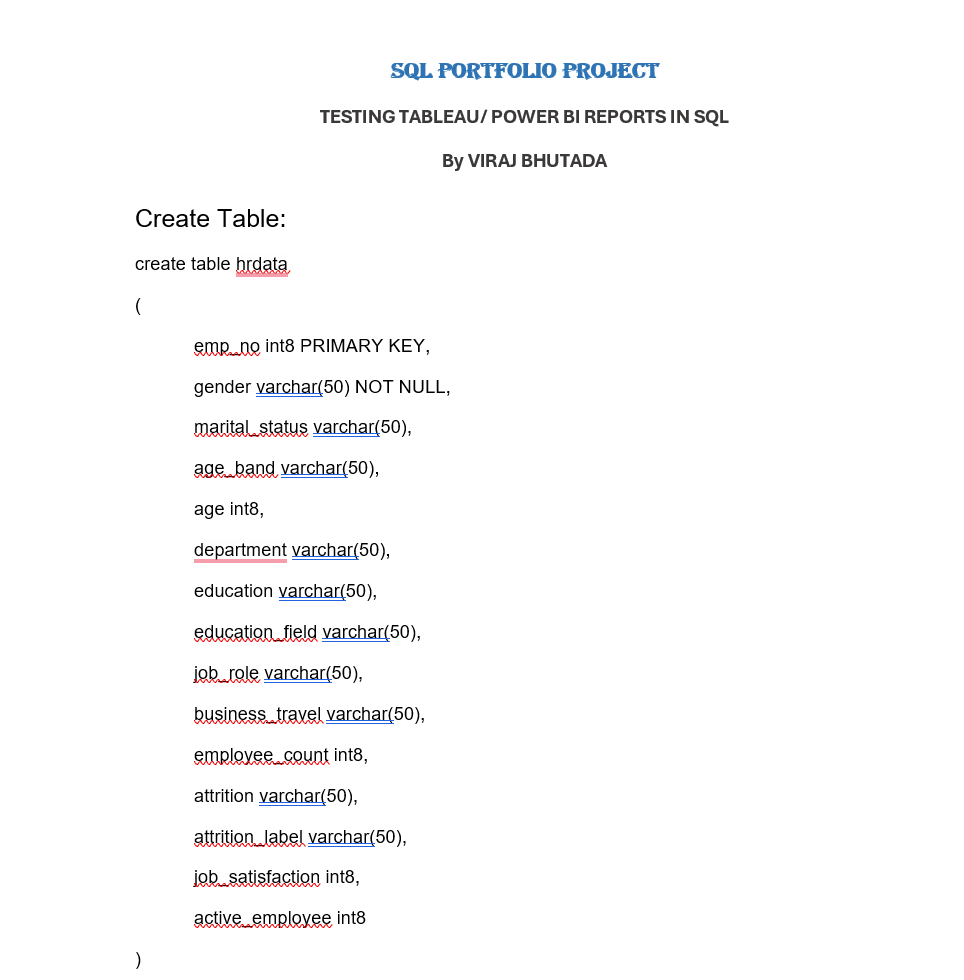 SQL PORTFOLIO PROJECT
TESTING TABLEAU/ POWER BI REPORTS IN SQL
By VIRAJ BHUTADA
Create Table:
create table hrdata
(
emp_no int8 PRIMARY KEY,
gender varchar(50) NOT NULL,
marital_status varchar(50),
age_band varchar(50),
age int8,
department varchar(50),
education varchar(50),
education_field varchar(50),
job_role varchar(50),
business_travel varchar(50),
employee_count int8,
attrition varchar(50),
attrition_label varchar(50),
job_satisfaction int8,
active_employee int8
)